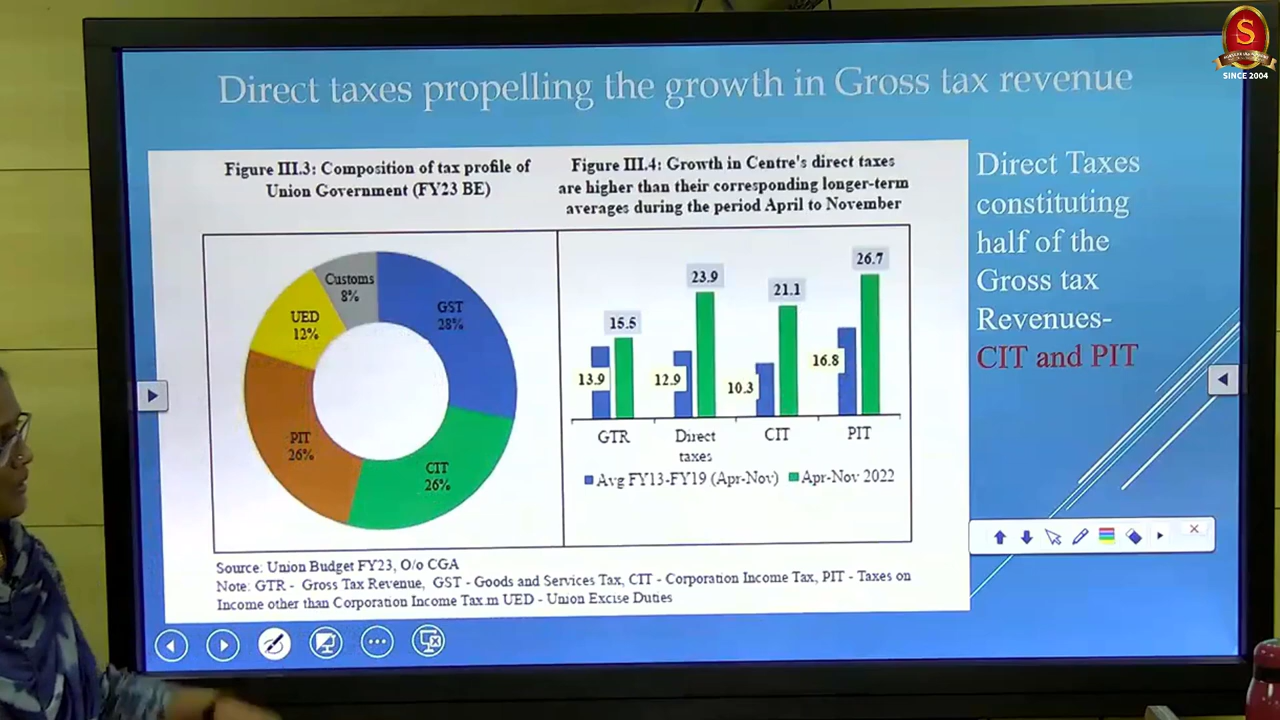 S
SINCE 2004
Direct taxes propelling the growth in Gross tax revenue
Figure III.3: Composition of tax profile of
Union Government (FY23 BE)
Customs
8%
GST
28%
UED
12%
PIT
26%
CIT
26%
Figure III.4: Growth in Centre's direct taxes
are higher than their corresponding longer-term
averages during the period April to November
13.9
15.5
12.9
23.9
10.3
21.1
16.8
26.7
GTR
Direct
taxes
CIT
PIT
Avg FY13-FY19 (Apr-Nov)
Apr-Nov 2022
Source: Union Budget FY23, O/o CGA
Note: GTR - Gross Tax Revenue, GST - Goods and Services Tax, CIT - Corporation Income Tax, PIT - Taxes on
Income other than Corporation Income Tax.m UED - Union Excise Duties
Direct Taxes
constituting
half of the
Gross tax
Revenues-
CIT and PIT